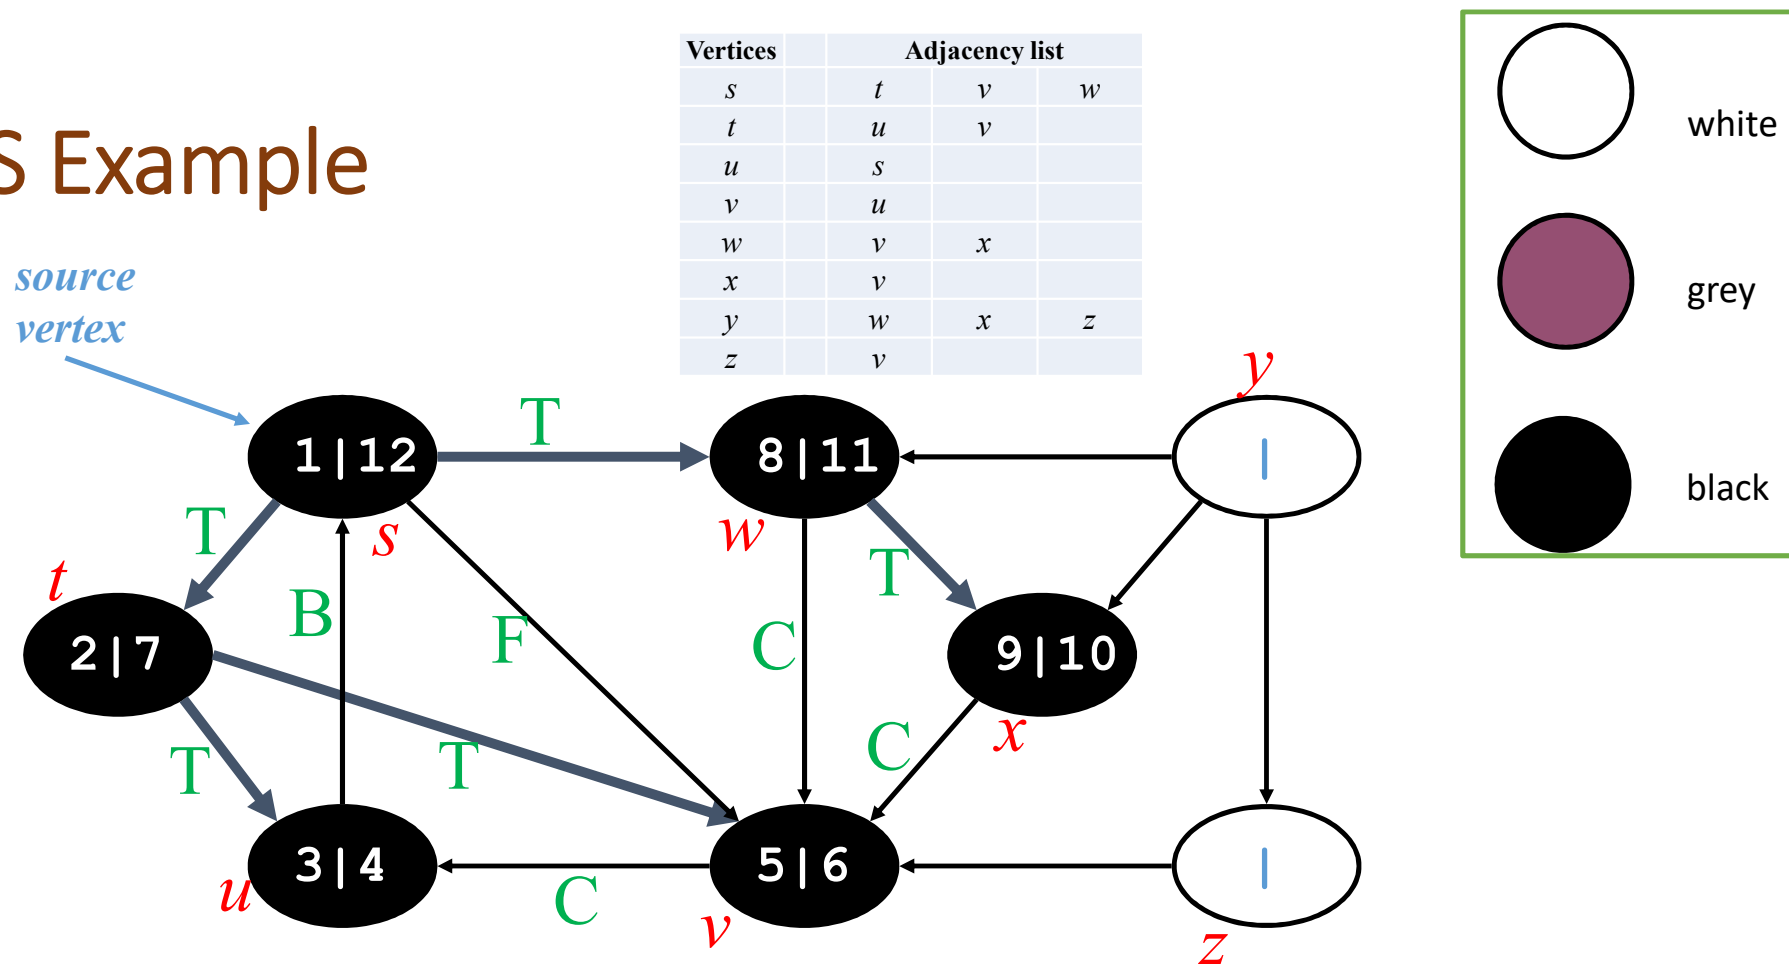 S Example
source
vertex
Vertices Adjacency list
s t v w
t u v
u s
v u
w v x
x v
y w x z
z v
white
grey
black
y
T
1|12
8|11
|
T
s
w
T
t
B
F
C
2|7
9|10
T
T
C
x
3|4
5|6
|
u
C
v
z